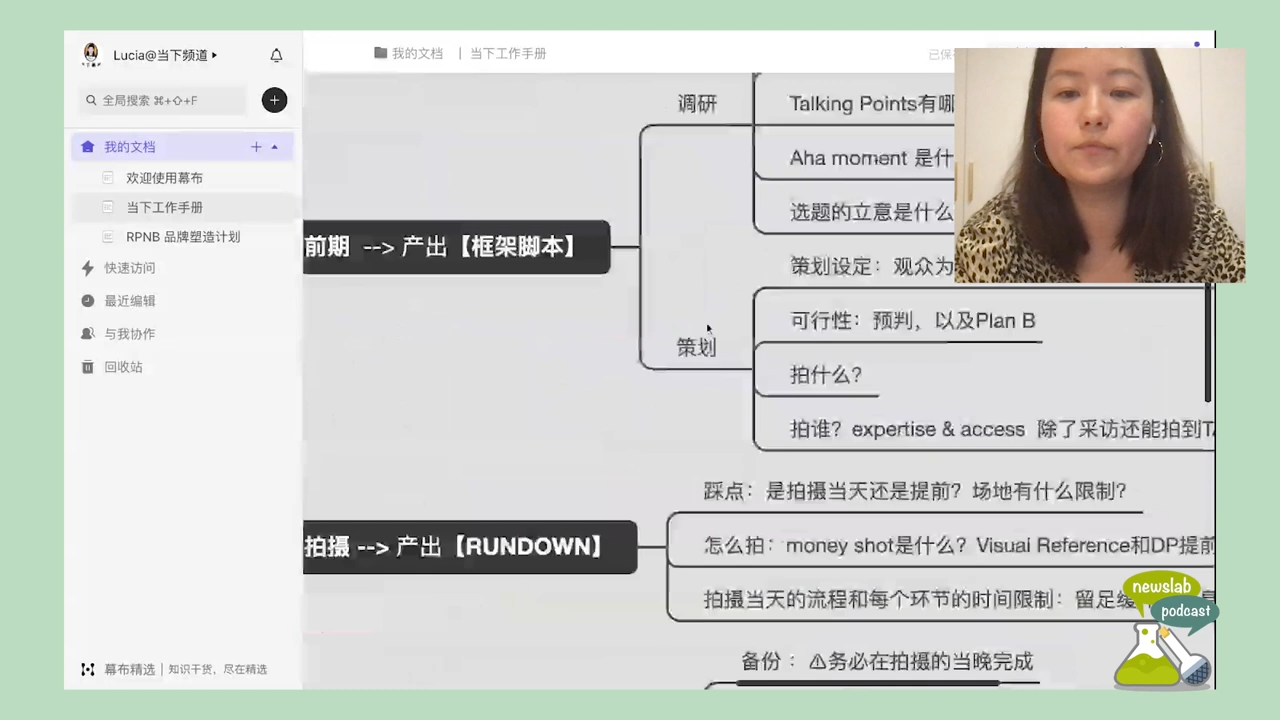 Lucia@当下频道
全局搜索 ⌘+⇧+F
我的文档
欢迎使用幕布
当下工作手册
RPNB 品牌塑造计划
快速访问
最近编辑
与我协作
回收站
幕布精选 | 知识干货，尽在精选
我的文档 | 当下工作手册
已保
调研
Talking Points有哪
Aha moment 是什
选题的立意是什么
前期 --> 产出【框架脚本】
策划设定：观众为
可行性：预判，以及Plan B
策划
拍什么？
拍谁？expertise & access 除了采访还能拍到TA
踩点：是拍摄当天还是提前？场地有什么限制？
拍摄 --> 产出【RUNDOWN】
怎么拍：money shot是什么？Visual Reference和DP提前
拍摄当天的流程和每个环节的时间限制：留足缓
备份：⚠务必在拍摄的当晚完成
newslab
podcast